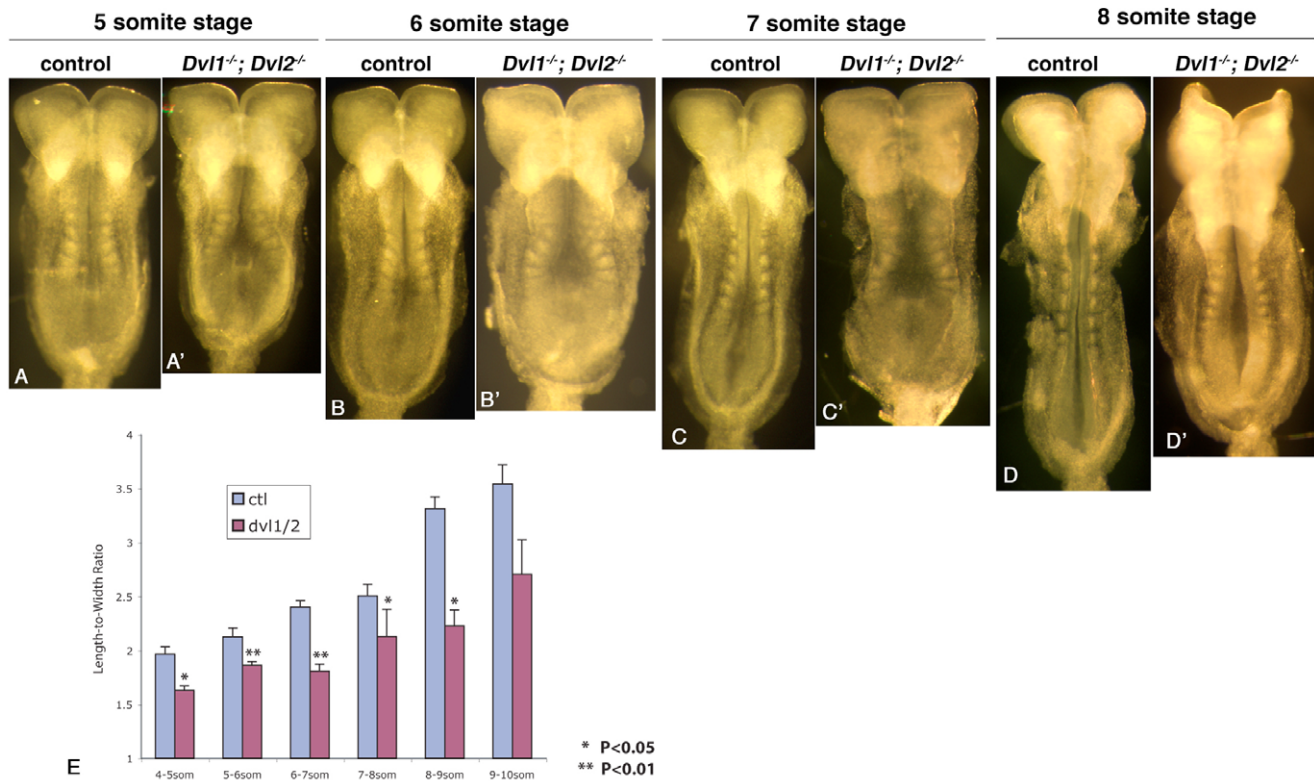 5 somite stage
6 somite stage
7 somite stage
8 somite stage
control
Dvl1-/-; Dvl2-/-
control
Dvl1-/-; Dvl2-/-
control
Dvl1-/-; Dvl2-/-
control
Dvl1-/-; Dvl2-/-
A
A'
B
B'
C
C'
D
D'
E
Length-to-Width Ratio
4
3.5
3
2.5
2
1.5
1
ctl
dvl1/2
*
**
**
*
*
4-5som
5-6som
6-7som
7-8som
8-9som
9-10som
* P<0.05
** P<0.01